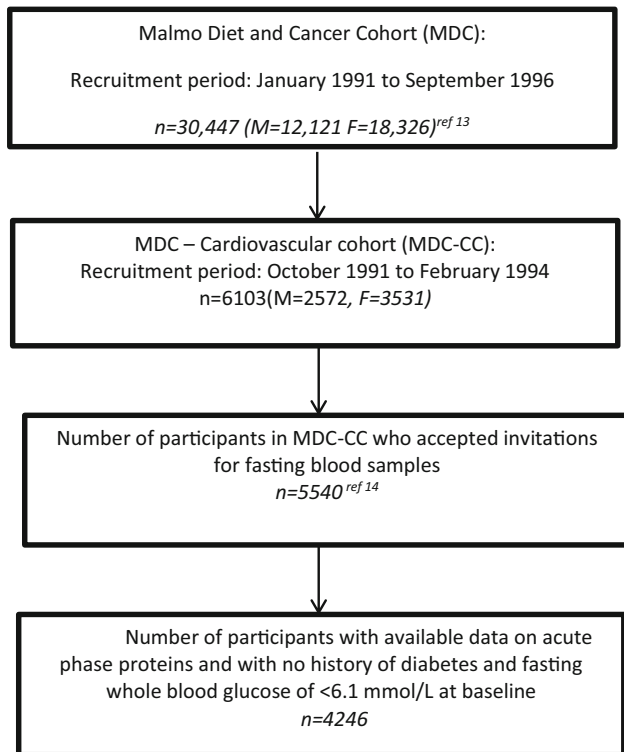 Malmo Diet and Cancer Cohort (MDC):
Recruitment period: January 1991 to September 1996
n=30,447 (M=12,121 F=18,326)ref 13
MDC – Cardiovascular cohort (MDC-CC):
Recruitment period: October 1991 to February 1994
n=6103(M=2572, F=3531)
Number of participants in MDC-CC who accepted invitations
for fasting blood samples
n=5540 ref 14
Number of participants with available data on acute
phase proteins and with no history of diabetes and fasting
whole blood glucose of <6.1 mmol/L at baseline
n=4246